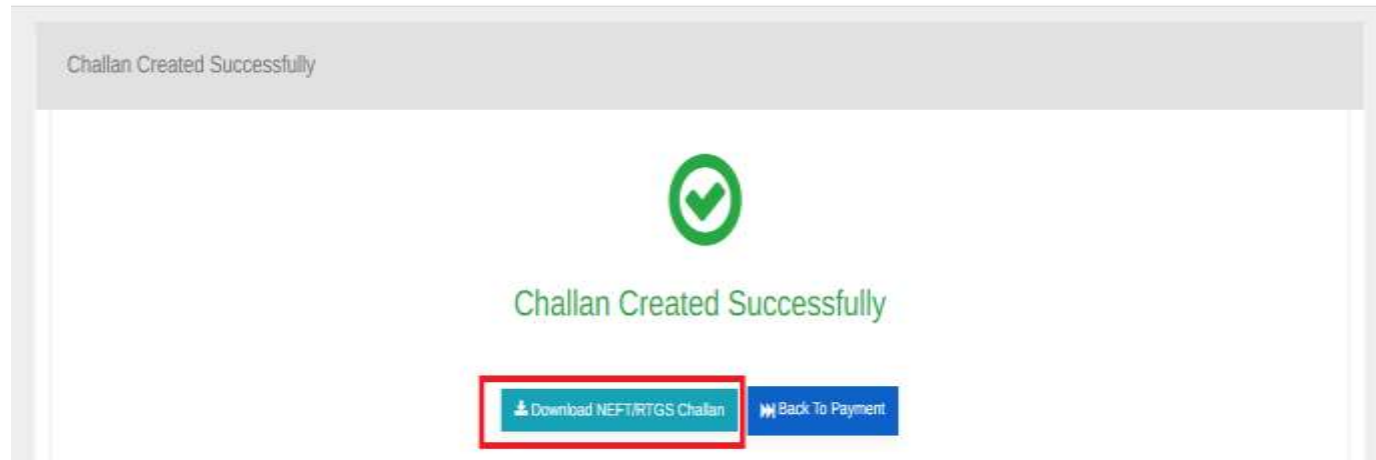 Challan Created Successfully
Challan Created Successfully
Download NEFT/RTGS Challan
Back To Payment